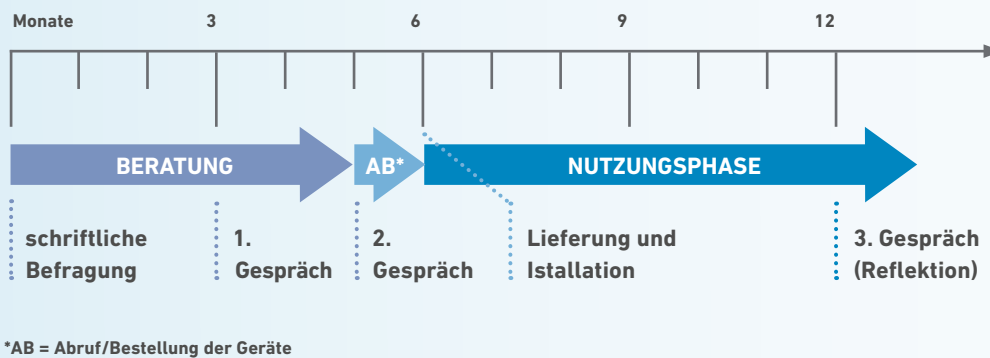 Monate 3 6 9 12
BERATUNG AB* NUTZUNGSPHASE
schriftliche
Befragung
1.
Gespräch
2.
Gespräch
Lieferung und
Istallation
3. Gespräch
(Reflektion)
*AB = Abruf/Bestellung der Geräte